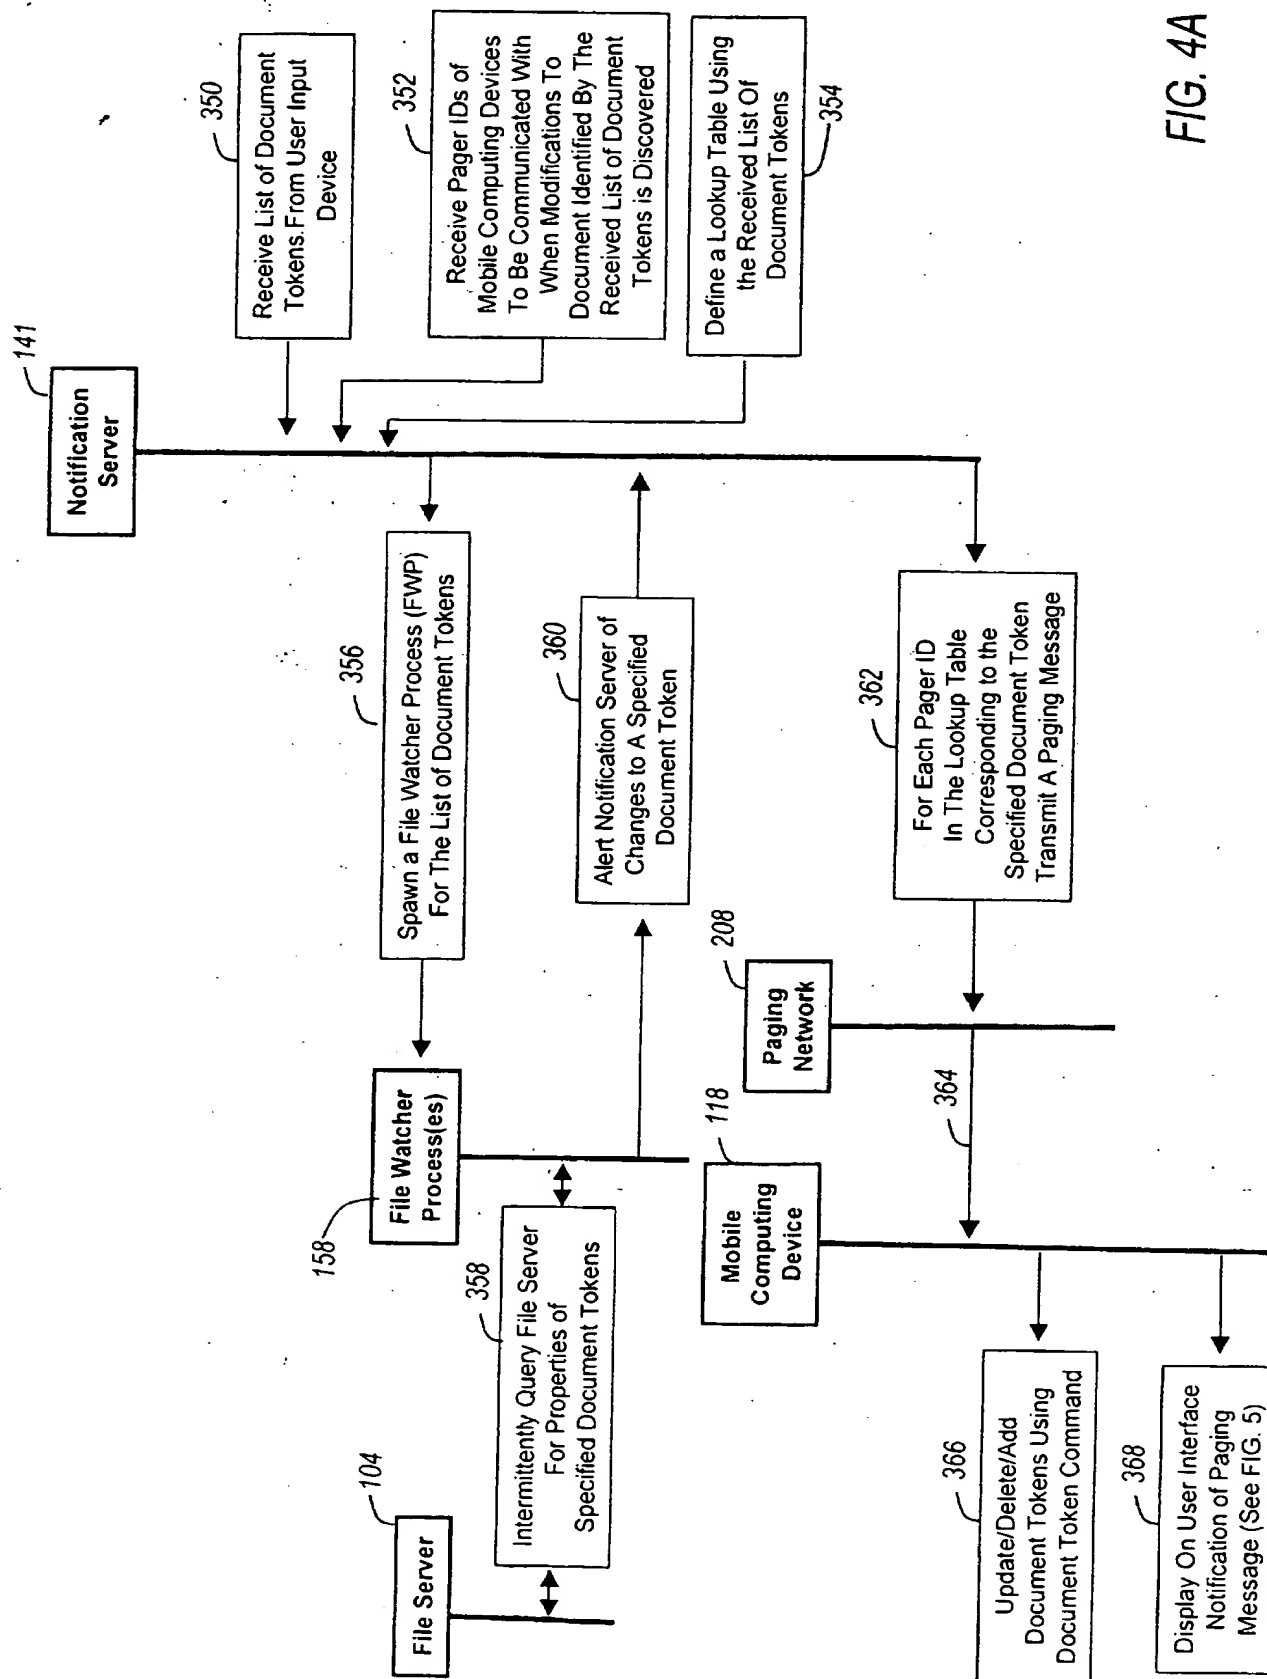 File Server
104
File Watcher
Process(es)
158
Notification
Server
141
Receive List of Document
Tokens.From User Input
Device
350
Receive Pager IDs of
Mobile Computing Devices
To Be Communicated With
When Modifications To
Document Identified By The
Received List of Document
Tokens is Discovered
352
Define a Lookup Table Using
the Received List Of
Document Tokens
354
Spawn a File Watcher Process (FWP)
For The List of Document Tokens
356
Intermittently Query File Server
For Properties of
Specified Document Tokens
358
Alert Notification Server of
Changes to A Specified
Document Token
360
For Each Pager ID
In The Lookup Table
Corresponding to the
Specified Document Token
Transmit A Paging Message
362
Paging
Network
208
Mobile
Computing
Device
118
364
Update/Delete/Add
Document Tokens Using
Document Token Command
366
Display On User Interface
Notification of Paging
Message (See FIG. 5)
368
FIG. 4A